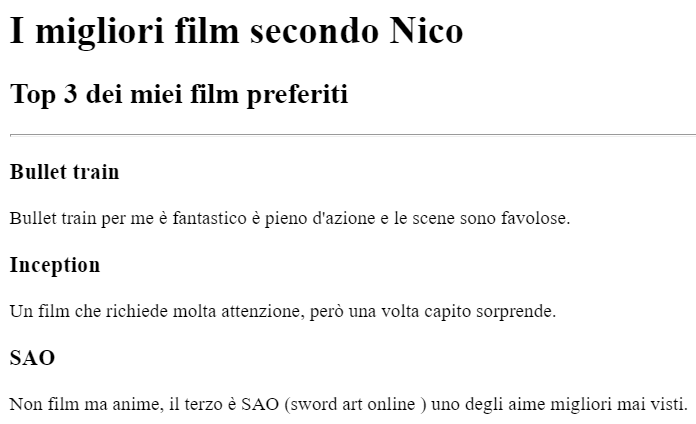 I migliori film secondo Nico
Top 3 dei miei film preferiti
Bullet train
Bullet train per me è fantastico è pieno d'azione e le scene sono favolose.
Inception
Un film che richiede molta attenzione, però una volta capito sorprende.
SAO
Non film ma anime, il terzo è SAO (sword art online ) uno degli aime migliori mai visti.